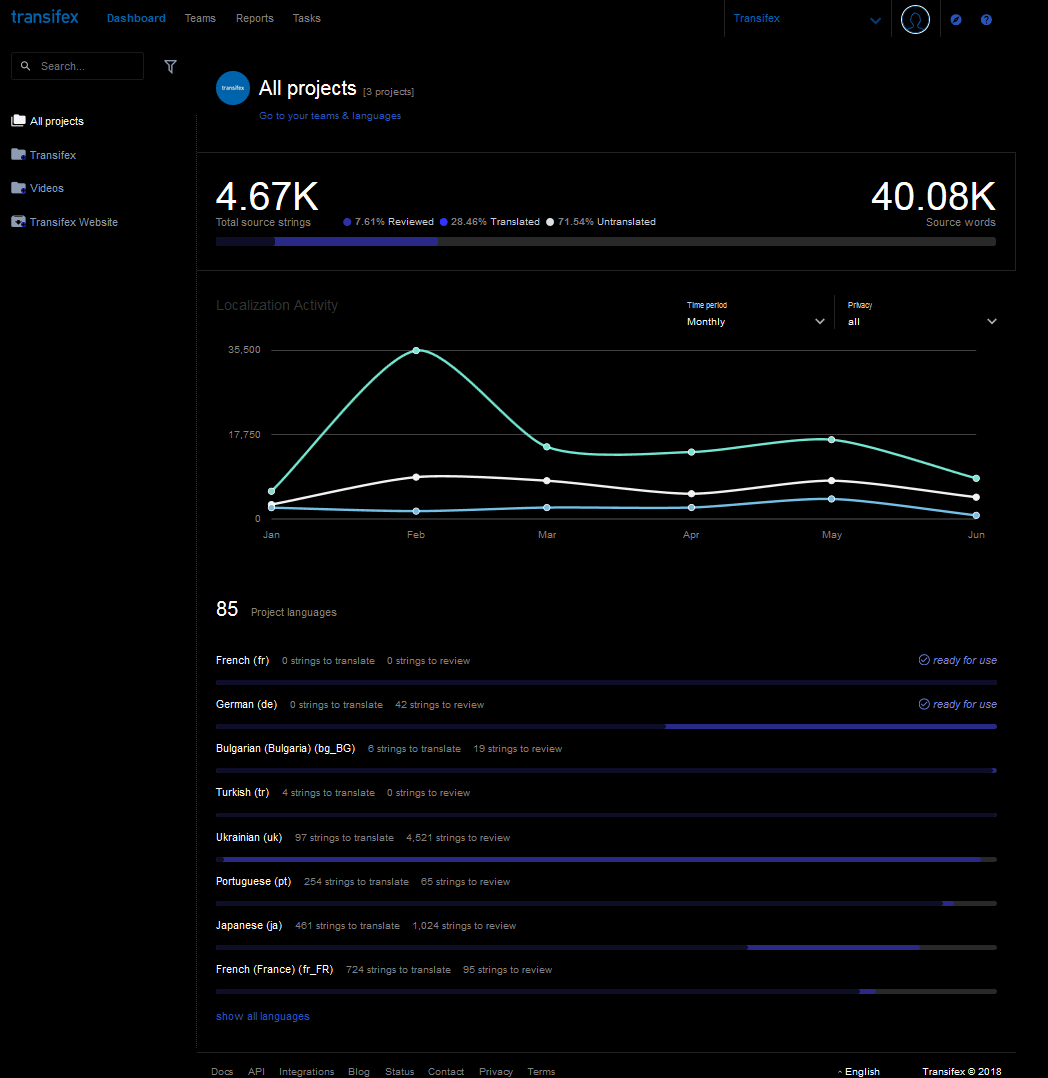 transifex Dashboard Teams Reports Tasks Transifex
Search...
All projects
Transifex
Videos
Transifex Website
transifex
All projects [3 projects]
Go to your teams & languages
4.67K 40.08K
Total source strings 7.61% Reviewed 28.46% Translated 71.54% Untranslated Source words
Localization Activity
Time period Privacy
Monthly all
35,500
17,750
0
Jan Feb Mar Apr May Jun
85 Project languages
French (fr) 0 strings to translate 0 strings to review ready for use
German (de) 0 strings to translate 42 strings to review ready for use
Bulgarian (Bulgaria) (bg_BG) 6 strings to translate 19 strings to review
Turkish (tr) 4 strings to translate 0 strings to review
Ukrainian (uk) 97 strings to translate 4,521 strings to review
Portuguese (pt) 254 strings to translate 65 strings to review
Japanese (ja) 461 strings to translate 1,024 strings to review
French (France) (fr_FR) 724 strings to translate 95 strings to review
show all languages
Docs API Integrations Blog Status Contact Privacy Terms English Transifex © 2018